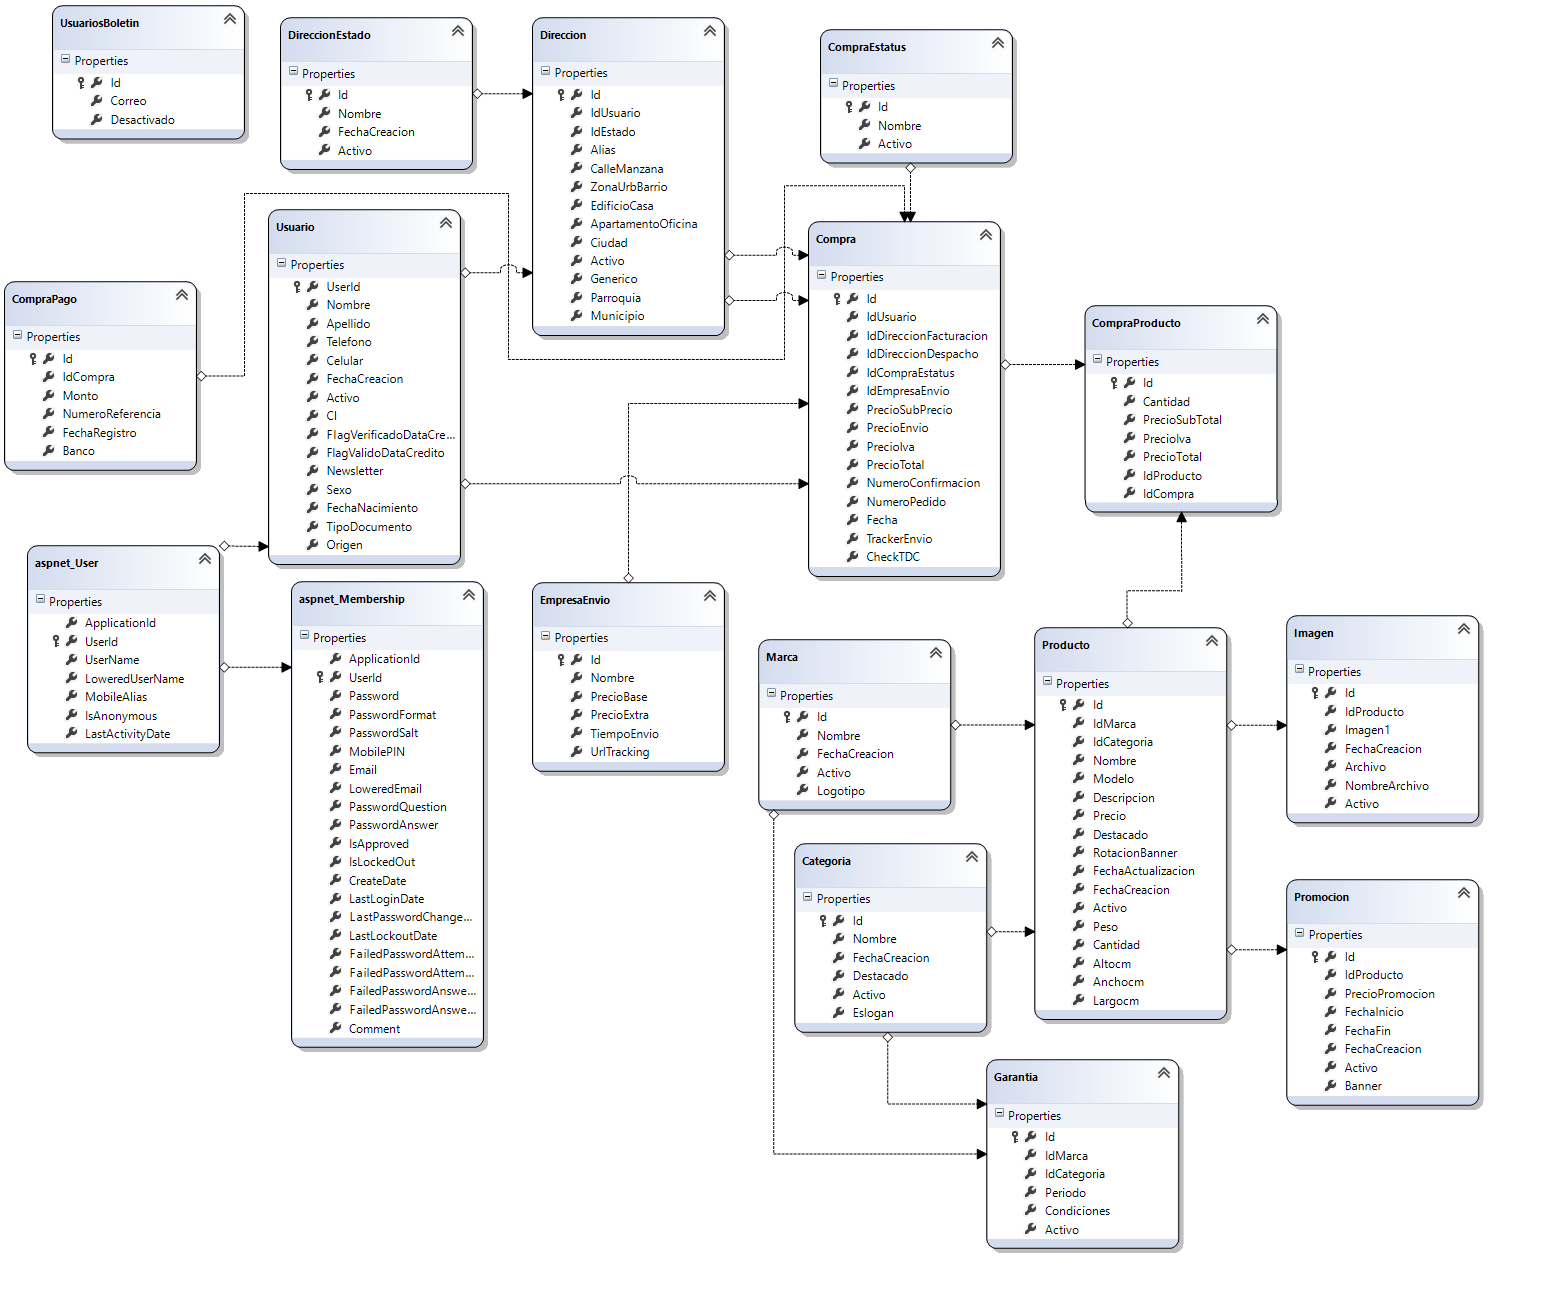 UsuariosBoletin
Properties
Id
Correo
Desactivado
DireccionEstado
Properties
Id
Nombre
FechaCreacion
Activo
Direccion
Properties
Id
IdUsuario
IdEstado
Alias
CalleManzana
ZonaUrbBarrio
EdificioCasa
ApartamentoOficina
Ciudad
Activo
Generico
Parroquia
Municipio
CompraEstatus
Properties
Id
Nombre
Activo
Usuario
Properties
UserId
Nombre
Apellido
Telefono
Celular
FechaCreacion
Activo
CI
FlagVerificadoDataCre...
FlagValidoDataCredito
Newsletter
Sexo
FechaNacimiento
TipoDocumento
Origen
Compra
Properties
Id
IdUsuario
IdDireccionFacturacion
IdDireccionDespacho
IdCompraEstatus
IdEmpresaEnvio
PrecioSubPrecio
PrecioEnvio
PrecioIva
PrecioTotal
NumeroConfirmacion
NumeroPedido
Fecha
TrackerEnvio
CheckTDC
CompraPago
Properties
Id
IdCompra
Monto
NumeroReferencia
FechaRegistro
Banco
CompraProducto
Properties
Id
Cantidad
PrecioSubTotal
PrecioIva
PrecioTotal
IdProducto
IdCompra
aspnet_User
Properties
ApplicationId
UserId
UserName
LoweredUserName
MobileAlias
IsAnonymous
LastActivityDate
aspnet_Membership
Properties
ApplicationId
UserId
Password
PasswordFormat
PasswordSalt
MobilePIN
Email
LoweredEmail
PasswordQuestion
PasswordAnswer
IsApproved
IsLockedOut
CreateDate
LastLoginDate
LastPasswordChange...
LastLockoutDate
FailedPasswordAttem...
FailedPasswordAttem...
FailedPasswordAnswe...
FailedPasswordAnswe...
Comment
EmpresaEnvio
Properties
Id
Nombre
PrecioBase
PrecioExtra
TiempoEnvio
UrlTracking
Marca
Properties
Id
Nombre
FechaCreacion
Activo
Logotipo
Producto
Properties
Id
IdMarca
IdCategoria
Nombre
Modelo
Descripcion
Precio
Destacado
RotacionBanner
FechaActualizacion
FechaCreacion
Activo
Peso
Cantidad
Altocm
Anchocm
Largocm
Imagen
Properties
Id
IdProducto
Imagen1
FechaCreacion
Archivo
NombreArchivo
Activo
Categoria
Properties
Id
Nombre
FechaCreacion
Destacado
Activo
Eslogan
Promocion
Properties
Id
IdProducto
PrecioPromocion
FechaInicio
FechaFin
FechaCreacion
Activo
Banner
Garantia
Properties
Id
IdMarca
IdCategoria
Periodo
Condiciones
Activo